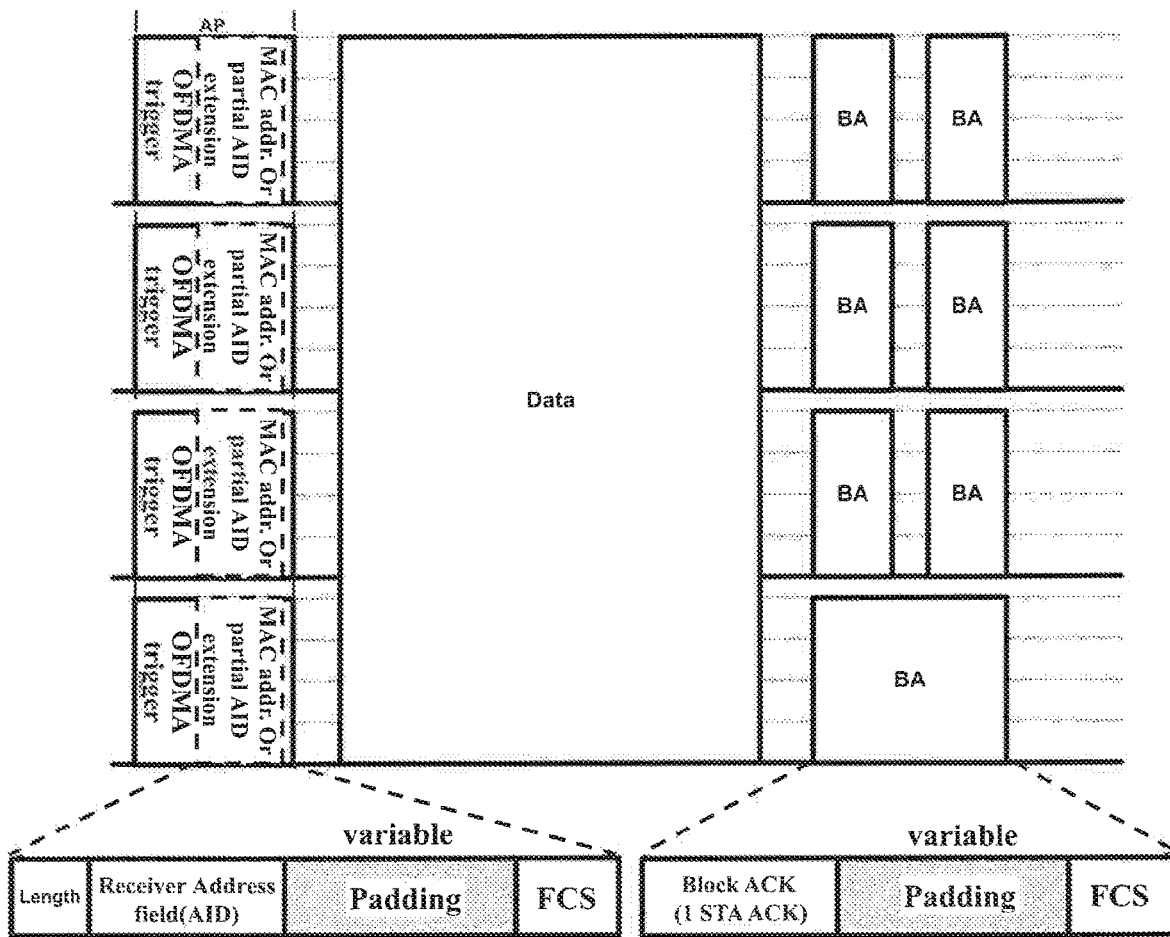 AP
OFDMA
trigger
extension
MAC addr. Or
partial AID
BA
BA
OFDMA
trigger
extension
MAC addr. Or
partial AID
BA
BA
Data
OFDMA
trigger
extension
MAC addr. Or
partial AID
BA
BA
OFDMA
trigger
extension
MAC addr. Or
partial AID
BA
variable
variable
Length
Receiver Address
field(AID)
Padding
FCS
Block ACK
(1 STA ACK)
Padding
FCS